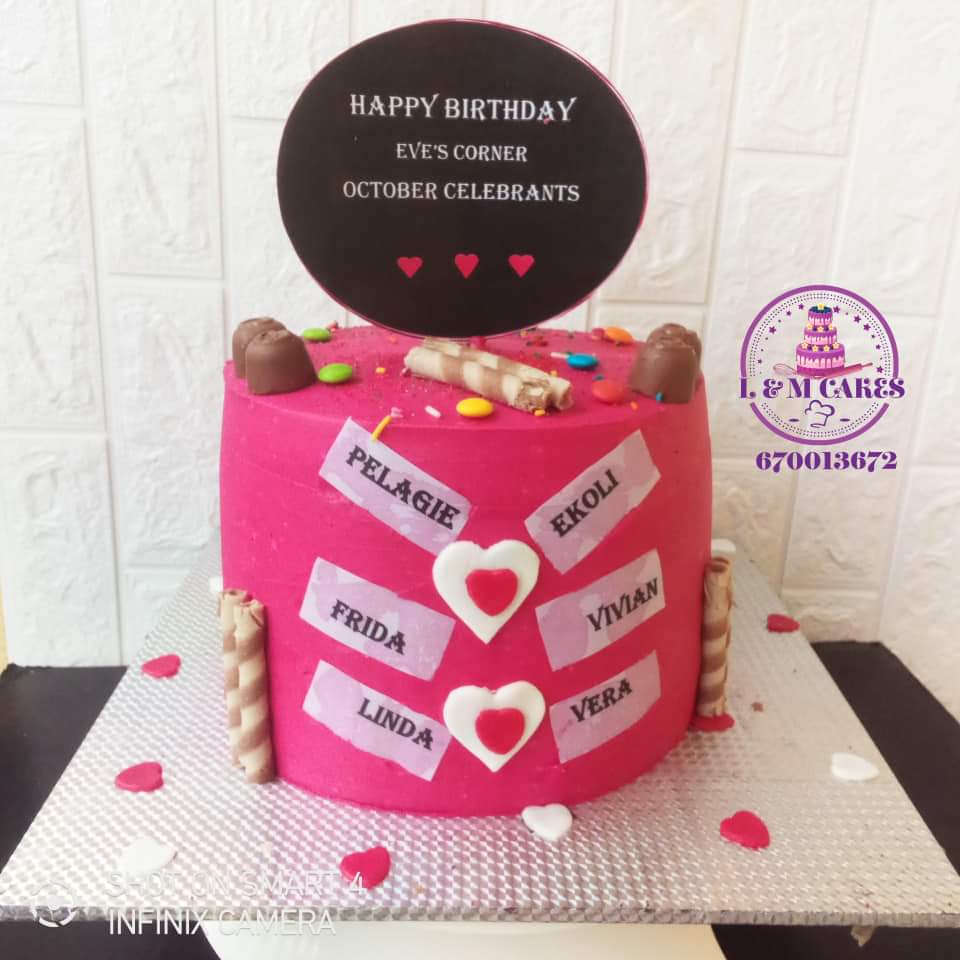 HAPPY BIRTHDAY
EVE'S CORNER
OCTOBER CELEBRANTS
L & M CAKES
670013672
PELAGIE
EKOLI
FRIDA
VIVIAN
LINDA
VERA
SHOT ON SMART 4
INFINIX CAMERA